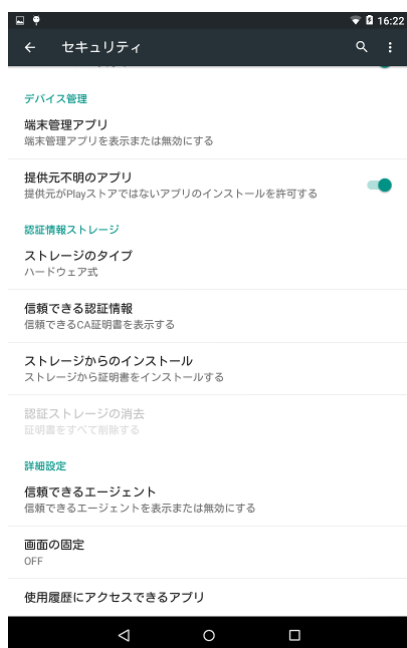 16:22
セキュリティ
デバイス管理
端末管理アプリ
端末管理アプリを表示または無効にする
提供元不明のアプリ
提供元がPlayストアではないアプリのインストールを許可する
認証情報ストレージ
ストレージのタイプ
ハードウェア式
信頼できる認証情報
信頼できるCA証明書を表示する
ストレージからのインストール
ストレージから証明書をインストールする
認証ストレージの消去
証明書をすべて削除する
詳細設定
信頼できるエージェント
信頼できるエージェントを表示または無効にする
画面の固定
OFF
使用履歴にアクセスできるアプリ